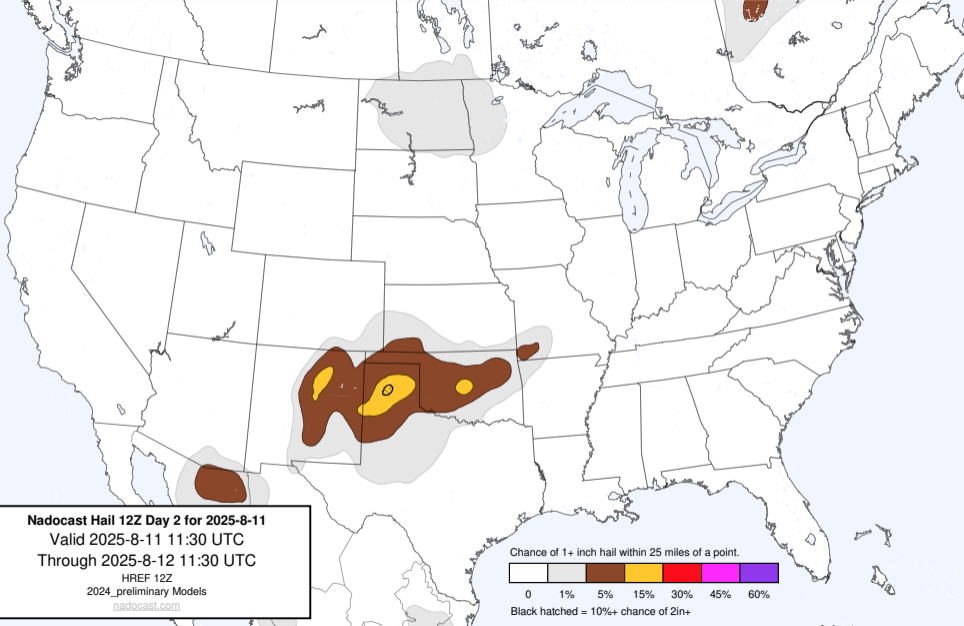 Nadocast Hail 12Z Day 2 for 2025-8-11
Valid 2025-8-11 11:30 UTC
Through 2025-8-12 11:30 UTC
HREF 12Z
2024_preliminary Models
nadocast.com
Chance of 1+ inch hail within 25 miles of a point.
0 1% 5% 15% 30% 45% 60%
Black hatched = 10%+ chance of 2in+